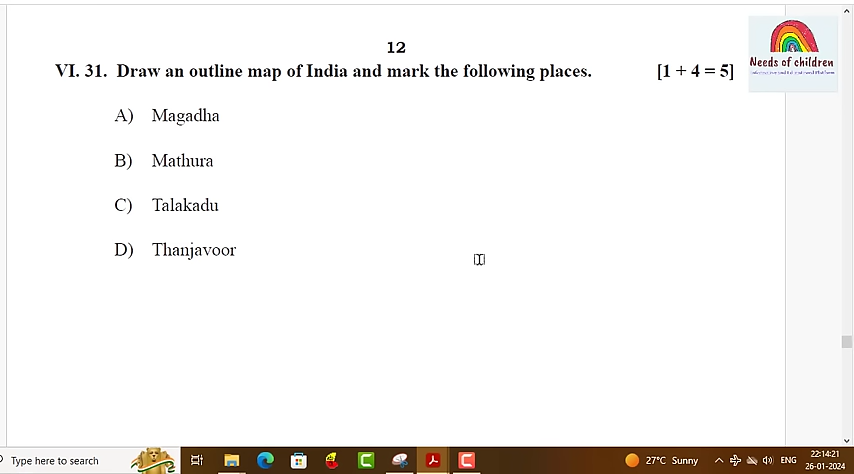 12
VI. 31. Draw an outline map of India and mark the following places. [1 + 4 = 5]
Needs of children
A) Magadha
B) Mathura
C) Talakadu
D) Thanjavoor
Type here to search
27°C Sunny
ENG
22:14:21
26-01-2024